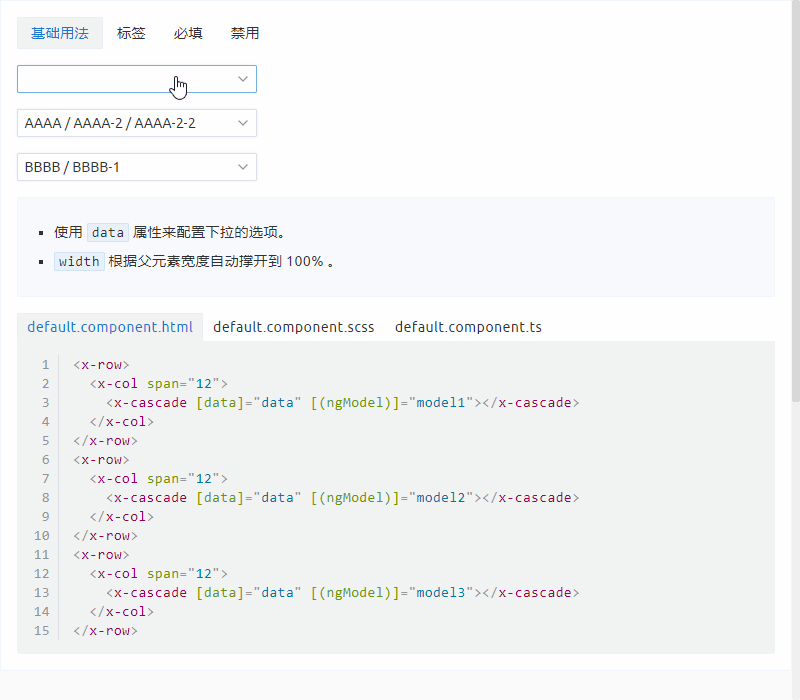 基础用法 标签 必填 禁用
AAAA / AAAA-2 / AAAA-2-2
BBBB / BBBB-1
使用 data 属性来配置下拉的选项。
width 根据父元素宽度自动撑开到 100% 。
default.component.html default.component.scss default.component.ts
1 <x-row>
2 <x-col span="12">
3 <x-cascade [data]="data" [(ngModel)]="model1"></x-cascade>
4 </x-col>
5 </x-row>
6 <x-row>
7 <x-col span="12">
8 <x-cascade [data]="data" [(ngModel)]="model2"></x-cascade>
9 </x-col>
10 </x-row>
11 <x-row>
12 <x-col span="12">
13 <x-cascade [data]="data" [(ngModel)]="model3"></x-cascade>
14 </x-col>
15 </x-row>